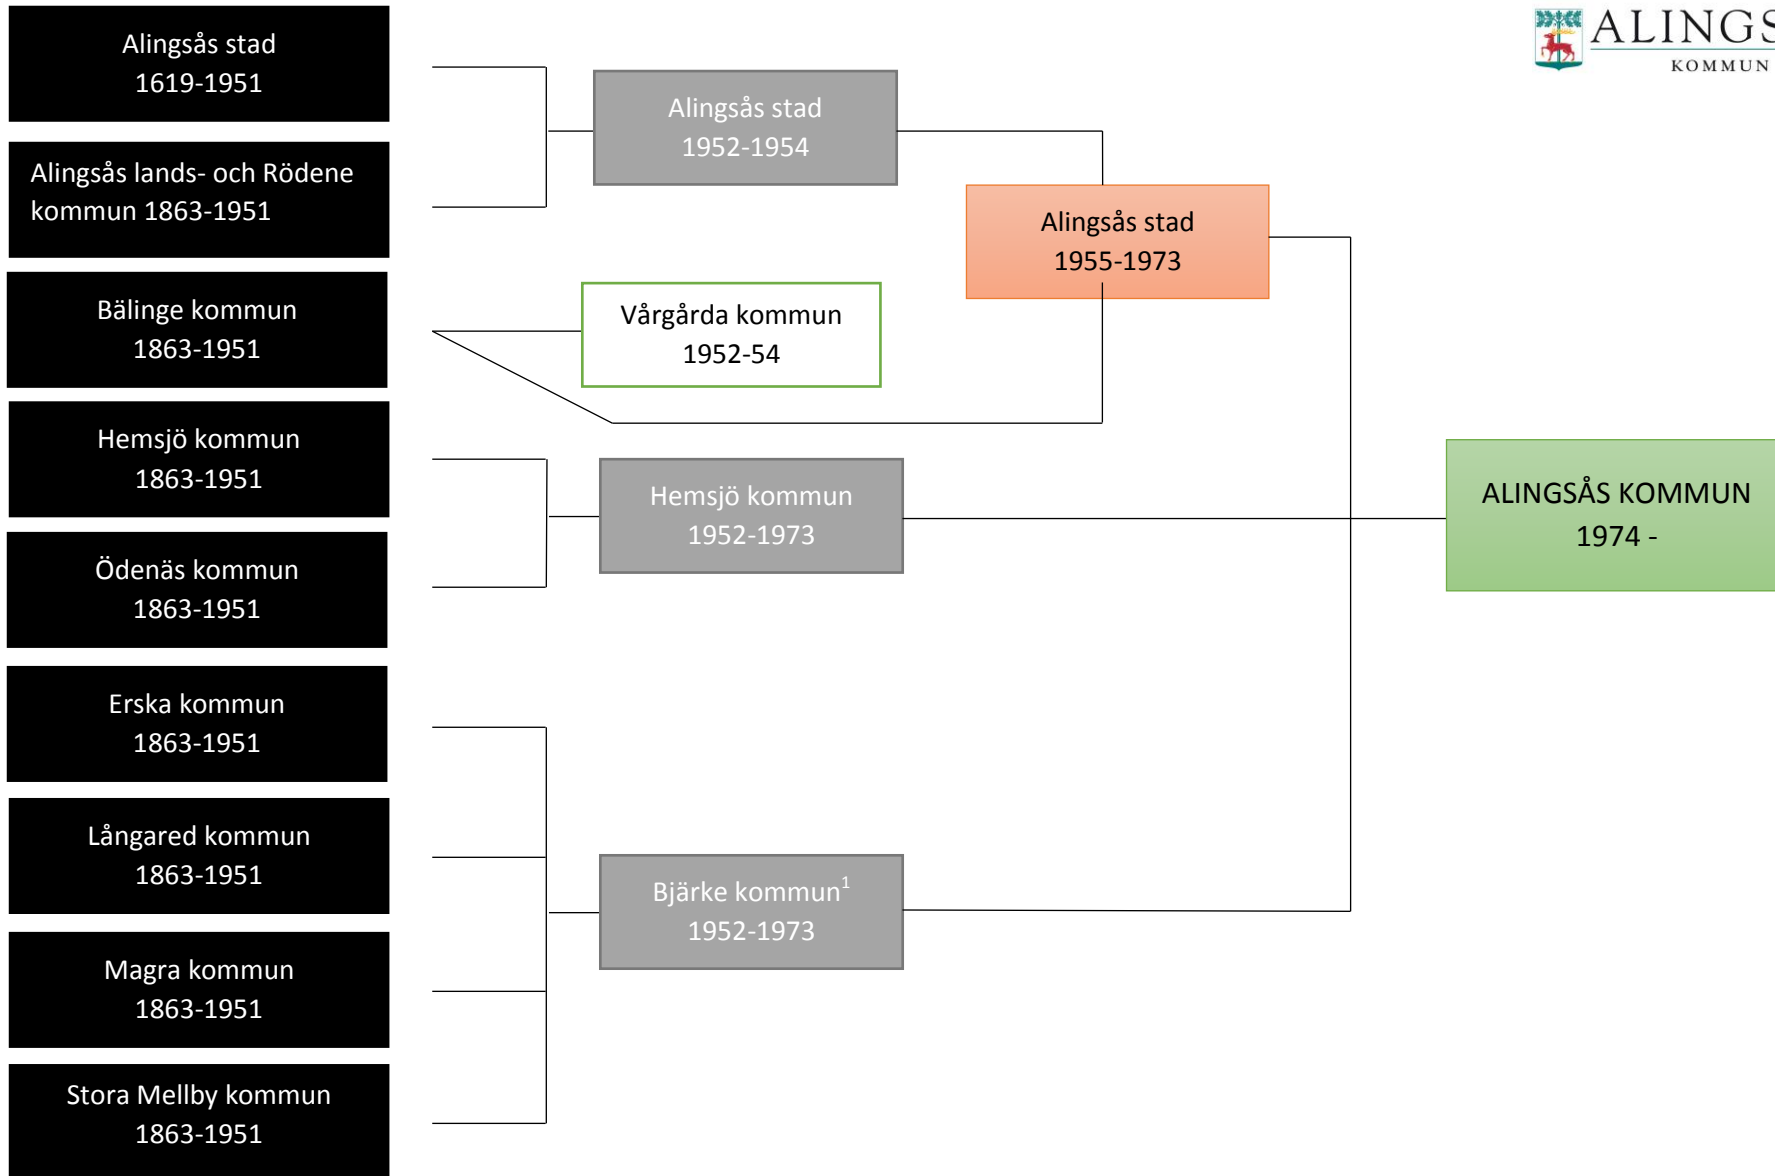 Alingsås stad
1619-1951
Alingsås lands- och Rödene
kommun 1863-1951
Bälinge kommun
1863-1951
Hemsjö kommun
1863-1951
Ödenäs kommun
1863-1951
Erska kommun
1863-1951
Långared kommun
1863-1951
Magra kommun
1863-1951
Stora Mellby kommun
1863-1951
Alingsås stad
1952-1954
Vårgårda kommun
1952-54
Hemsjö kommun
1952-1973
Bjärke kommun¹
1952-1973
Alingsås stad
1955-1973
ALINGS
KOMMUN
ALINGSÅS KOMMUN
1974 -